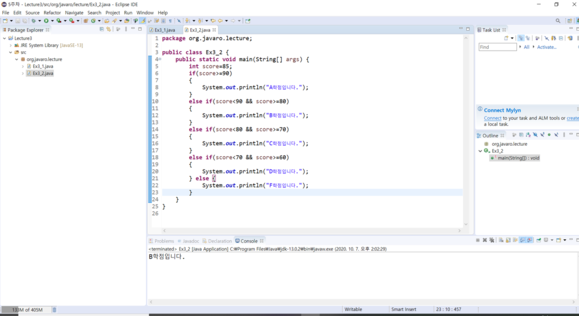 Lecture3/src/org/javaro/lecture/Ex3_2.java - Eclipse IDE
File Edit Source Refactor Navigate Search Project Run Window Help
Package Explorer
Ex3_1.java
Ex3_2.java
Task List
Lecture3
JRE System Library
src
org.javaro.lecture
Ex3_1.java
Ex3_2.java
1 package org.javaro.lecture;
2
3 public class Ex3_2 {
4 public static void main(String[] args) {
5 int score=85;
6 if(score>=90)
7 {
8 System.out.println("A학점입니다.");
9 }
10 else if(score<90 && score>=80)
11 {
12 System.out.println("B학점입니다.");
13 }
14 else if(score<80 && score>=70)
15 {
16 System.out.println("C학점입니다.");
17 }
18 else if(score<70 && score>=60)
19 {
20 System.out.println("D학점입니다.");
21 } else {
22 System.out.println("F학점입니다.");
23 }
24 }
25 }
26
Find
All
Activate...
Connect Mylyn
Connect to your task and ALM tools or create
a local task.
Outline
org.javaro.lecture
Ex3_2
main(String[]) : void
Problems
Javadoc
Declaration
Console
<terminated> Ex3_2 [Java Application] C:\Program Files\Java\jdk-13.0.2\bin\javaw.exe (2020. 10. 7. 오후 2:02:29)
B학점입니다.
Writable
Smart Insert
23 : 10 : 457